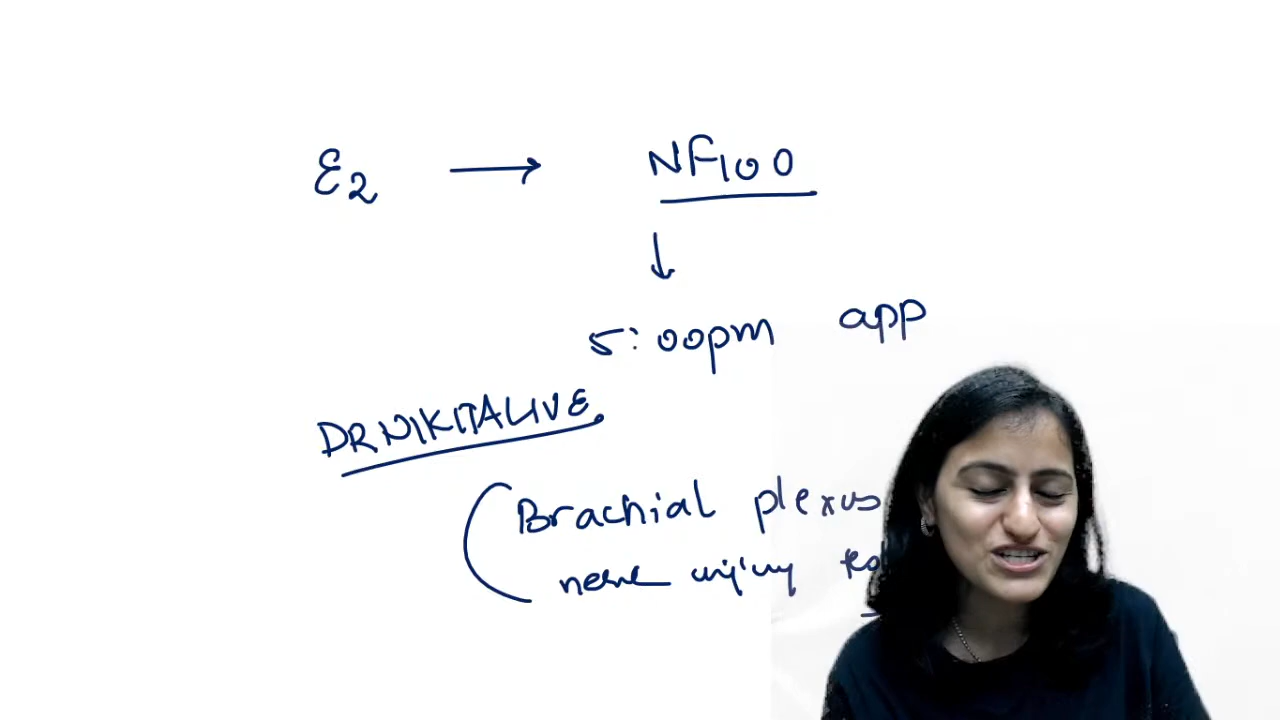 E2 → NF100
↓
5:00pm app
DRNIKITALIVE
(Brachial plexus
nerve injury